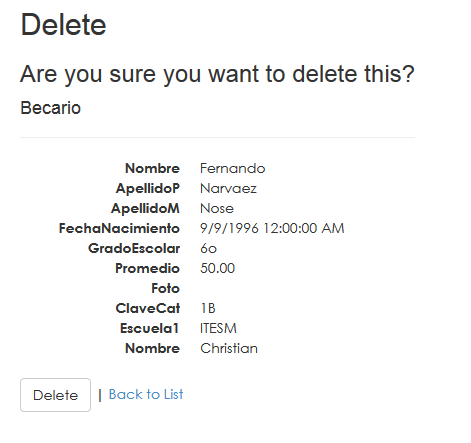 Delete
Are you sure you want to delete this?
Becario
Nombre Fernando
ApellidoP Narvaez
ApellidoM Nose
FechaNacimiento 9/9/1996 12:00:00 AM
GradoEscolar 6o
Promedio 50.00
Foto
ClaveCat 1B
Escuela1 ITESM
Nombre Christian
Delete | Back to List